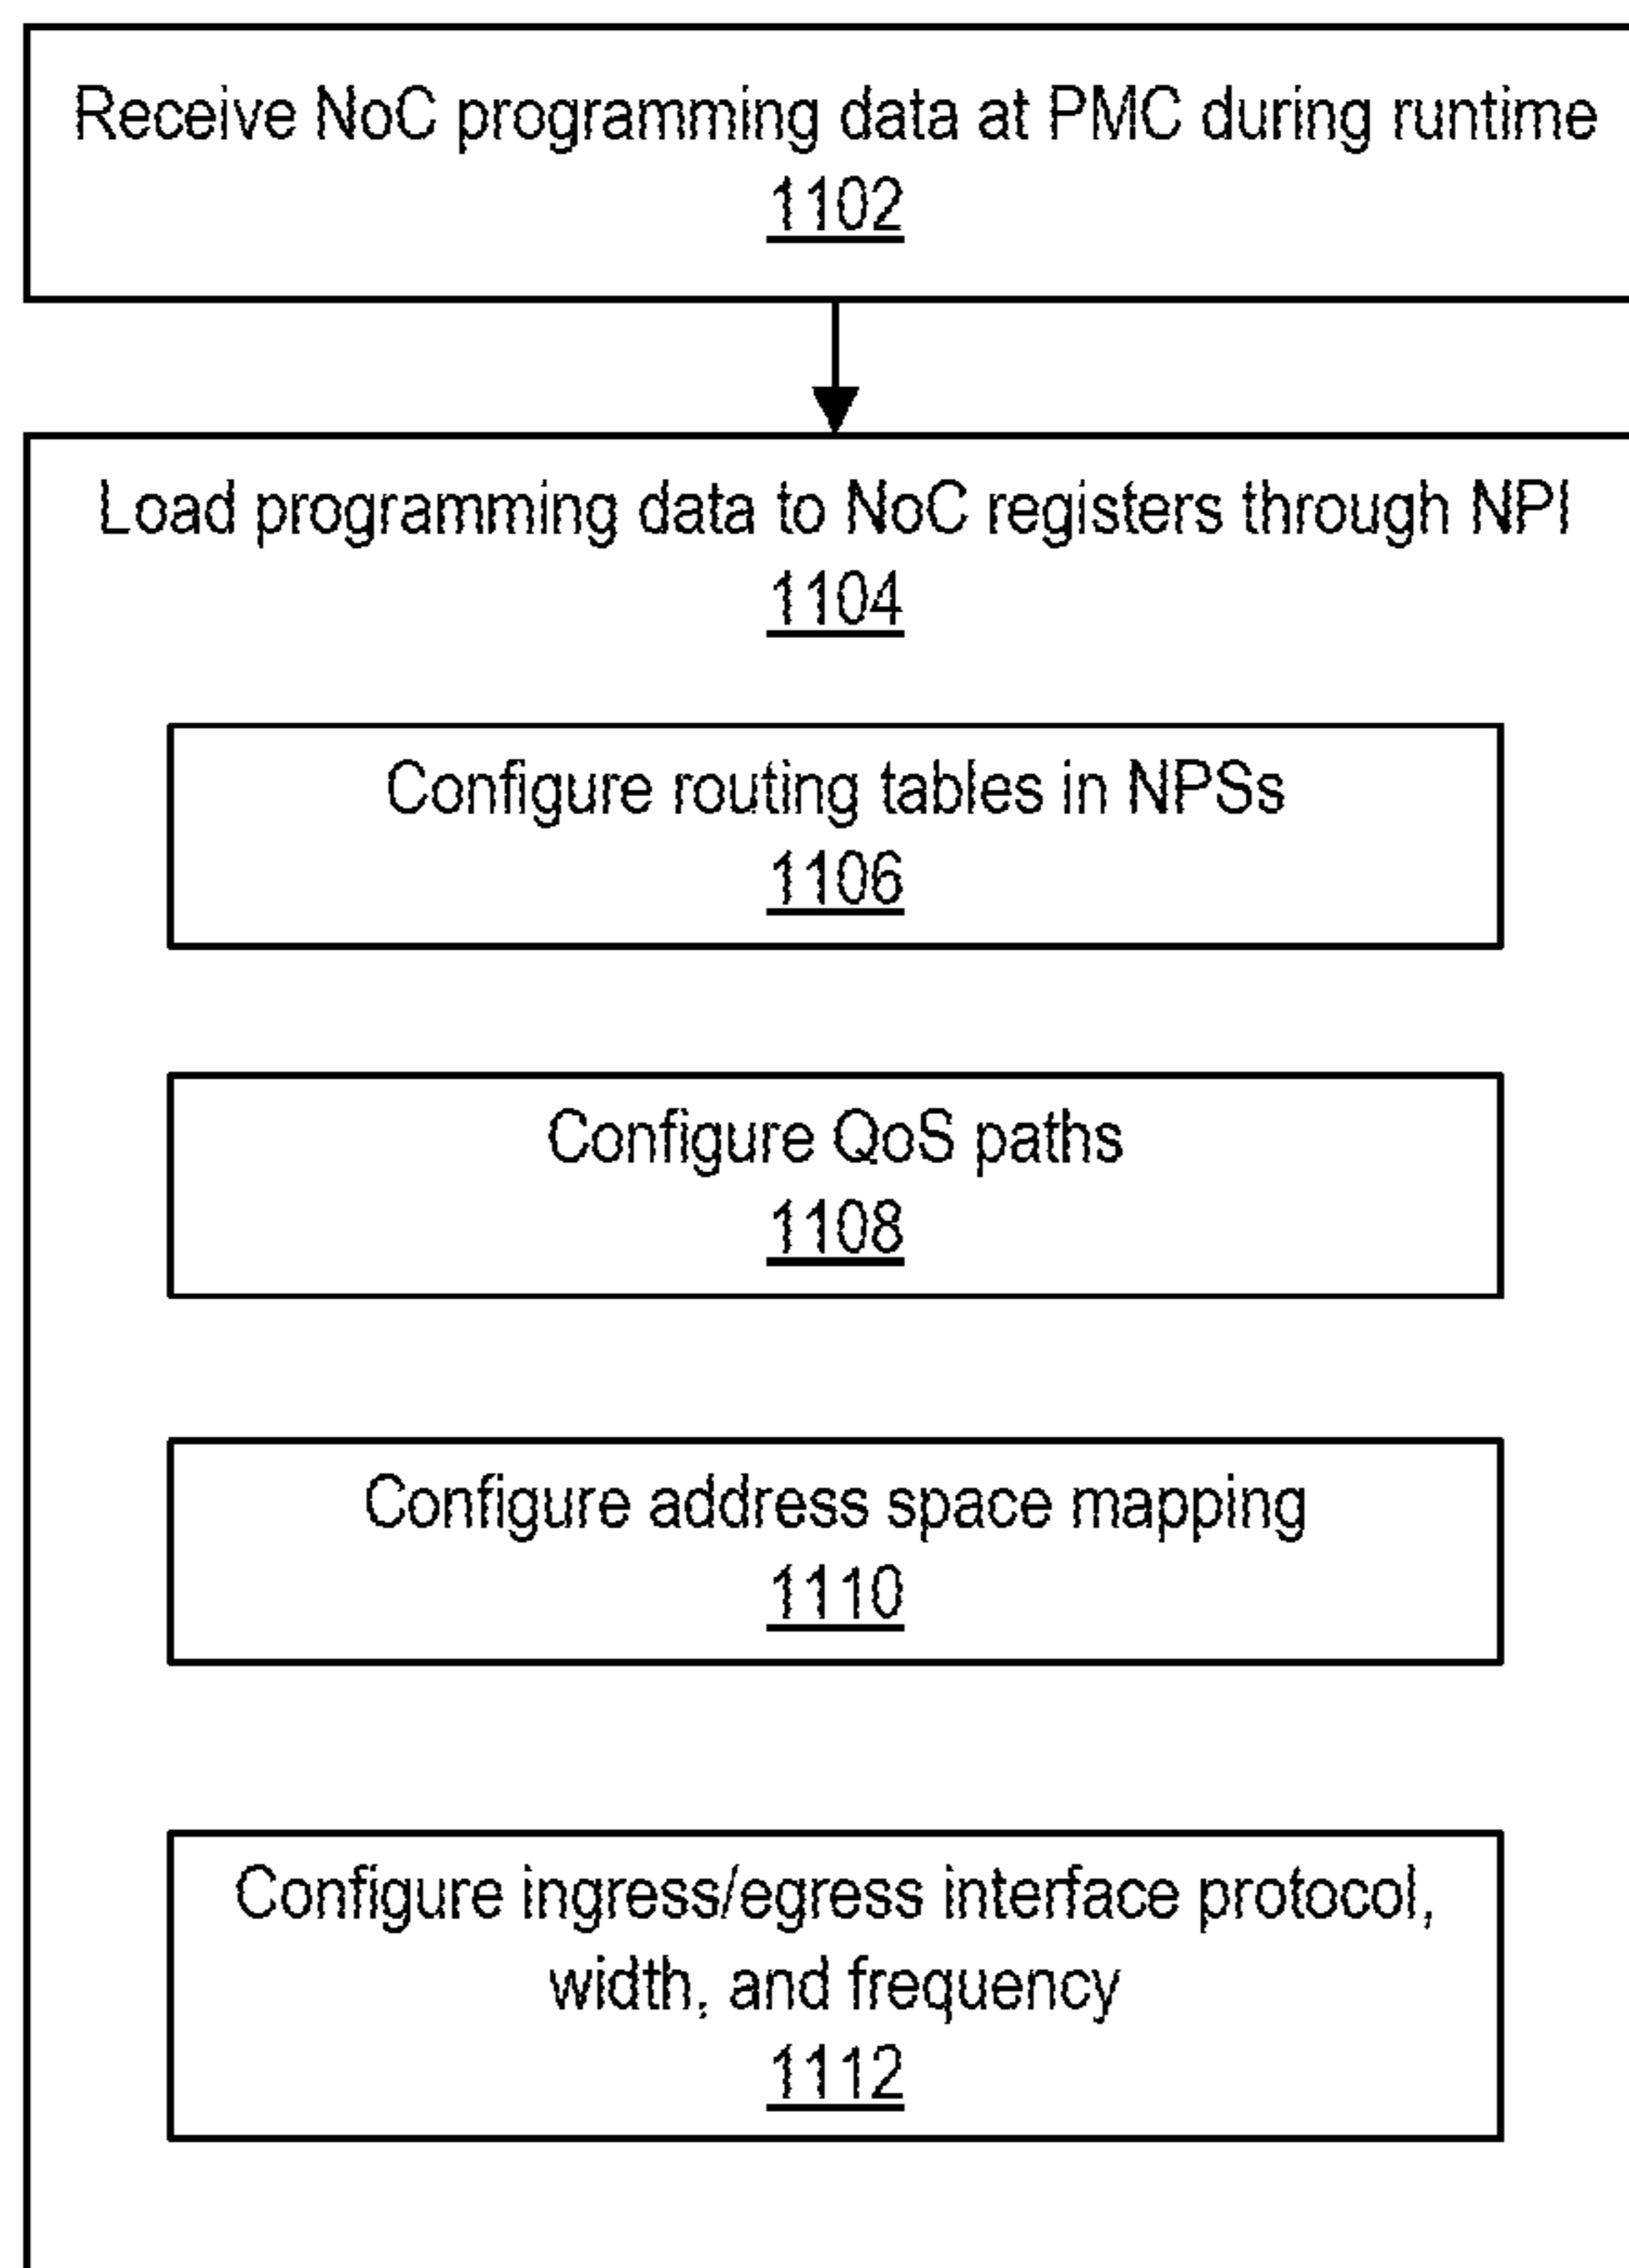 Receive NoC programming data at PMC during runtime
1102
Load programming data to NoC registers through NPI
1104
Configure routing tables in NPSs
1106
Configure QoS paths
1108
Configure address space mapping
1110
Configure ingress/egress interface protocol,
width, and frequency
1112